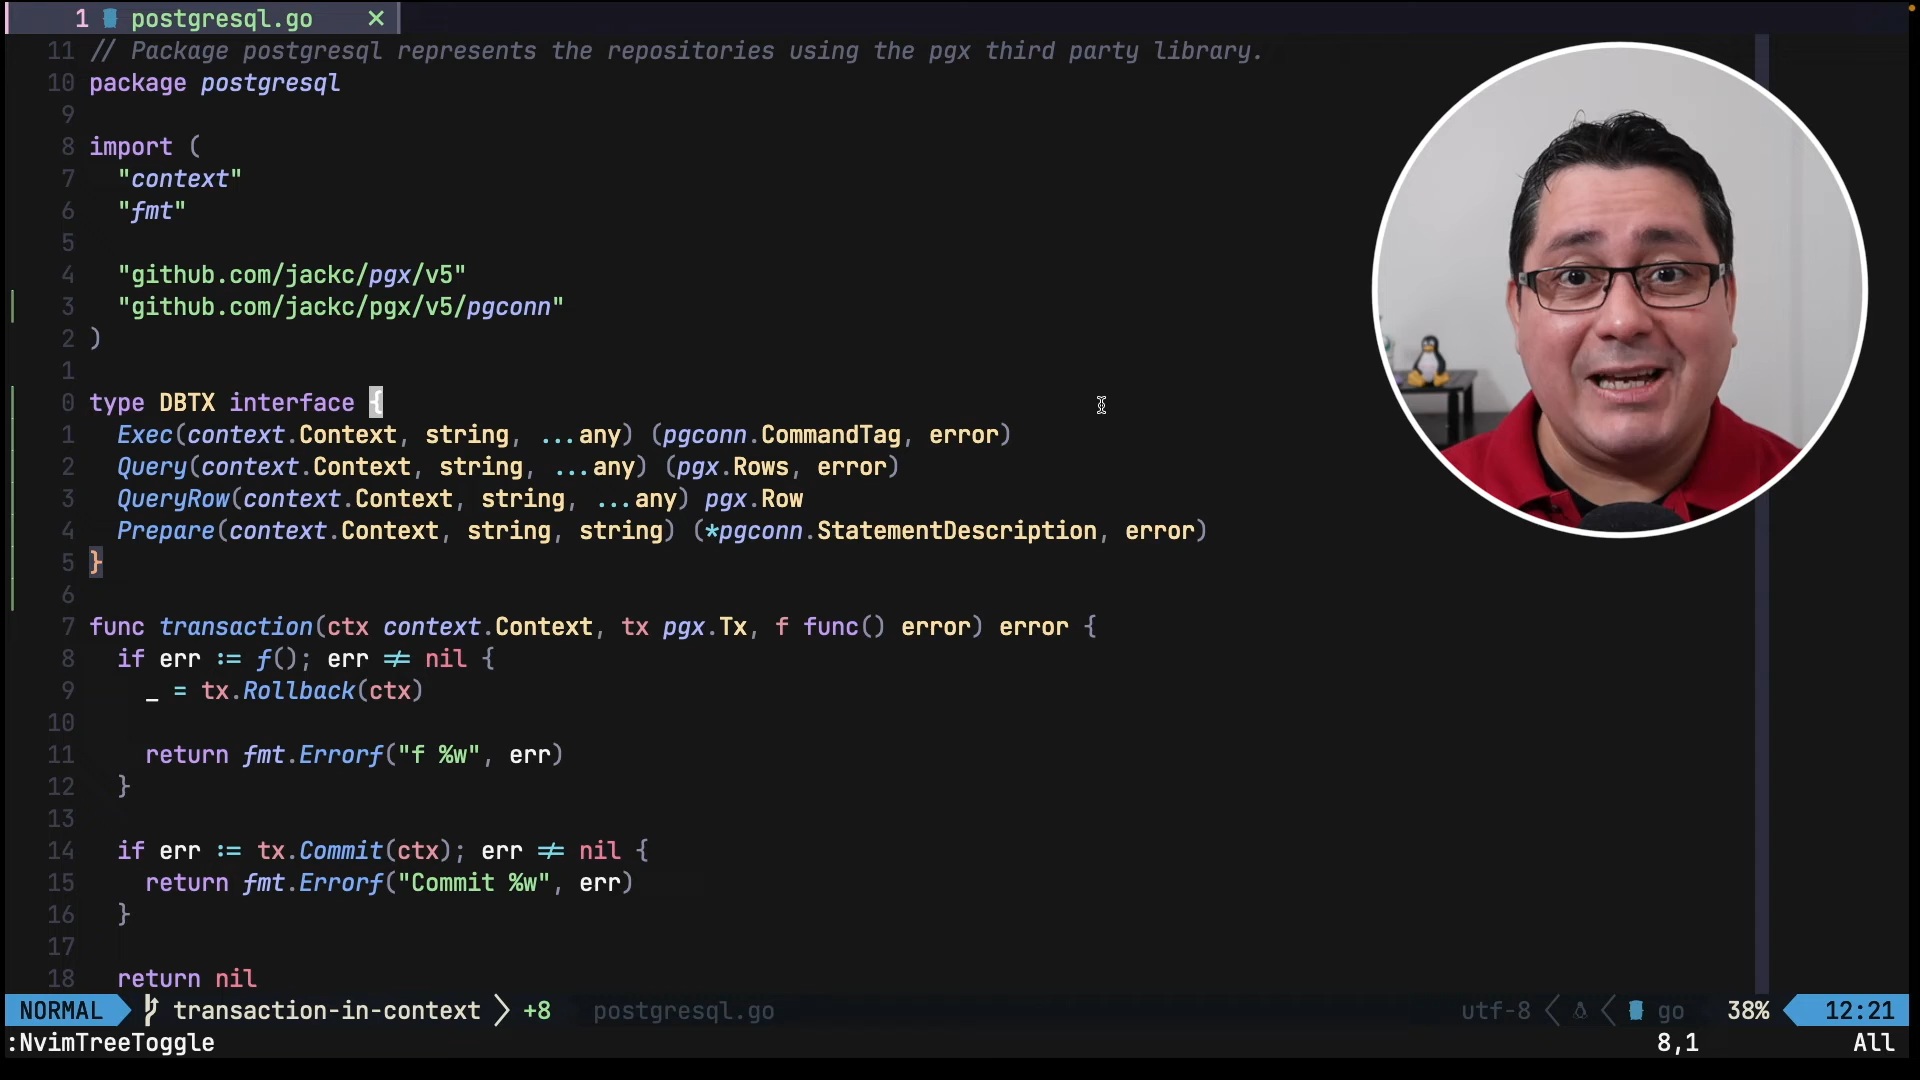 1 postgresql.go ×
11 // Package postgresql represents the repositories using the pgx third party library.
10 package postgresql
9
8 import (
7 "context"
6 "fmt"
5
4 "github.com/jackc/pgx/v5"
3 "github.com/jackc/pgx/v5/pgconn"
2 )
1
0 type DBTX interface {
1 Exec(context.Context, string, ...any) (pgconn.CommandTag, error)
2 Query(context.Context, string, ...any) (pgx.Rows, error)
3 QueryRow(context.Context, string, ...any) pgx.Row
4 Prepare(context.Context, string, string) (*pgconn.StatementDescription, error)
5 }
6
7 func transaction(ctx context.Context, tx pgx.Tx, f func() error) error {
8 if err := f(); err ≠ nil {
9 _ = tx.Rollback(ctx)
10
11 return fmt.Errorf("f %w", err)
12 }
13
14 if err := tx.Commit(ctx); err ≠ nil {
15 return fmt.Errorf("Commit %w", err)
16 }
17
18 return nil
NORMAL transaction-in-context +8 postgresql.go utf-8 go 38% 12:21
:NvimTreeToggle 8,1 All